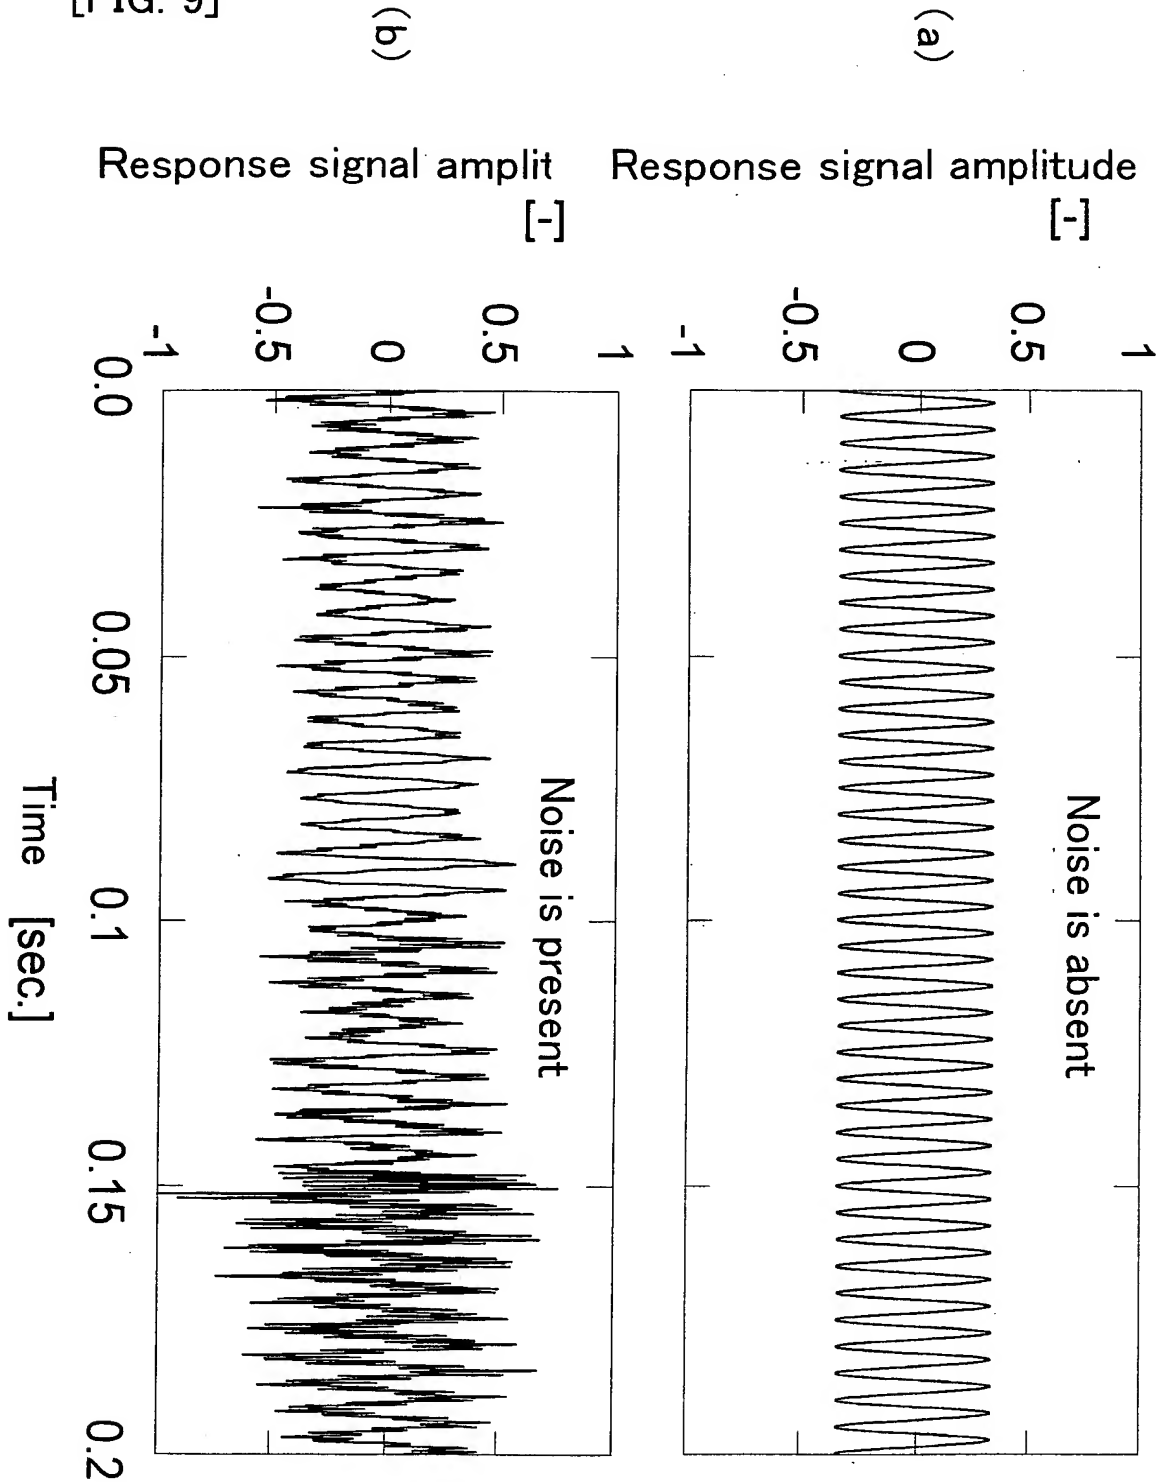 [FIG. 9]
(a)
Response signal amplitude
[-]
1
0.5
0
-0.5
-1
Noise is absent
(b)
Response signal amplit
[-]
1
0.5
0
-0.5
-1
Noise is present
0.0
0.05
0.1
0.15
0.2
Time [sec.]